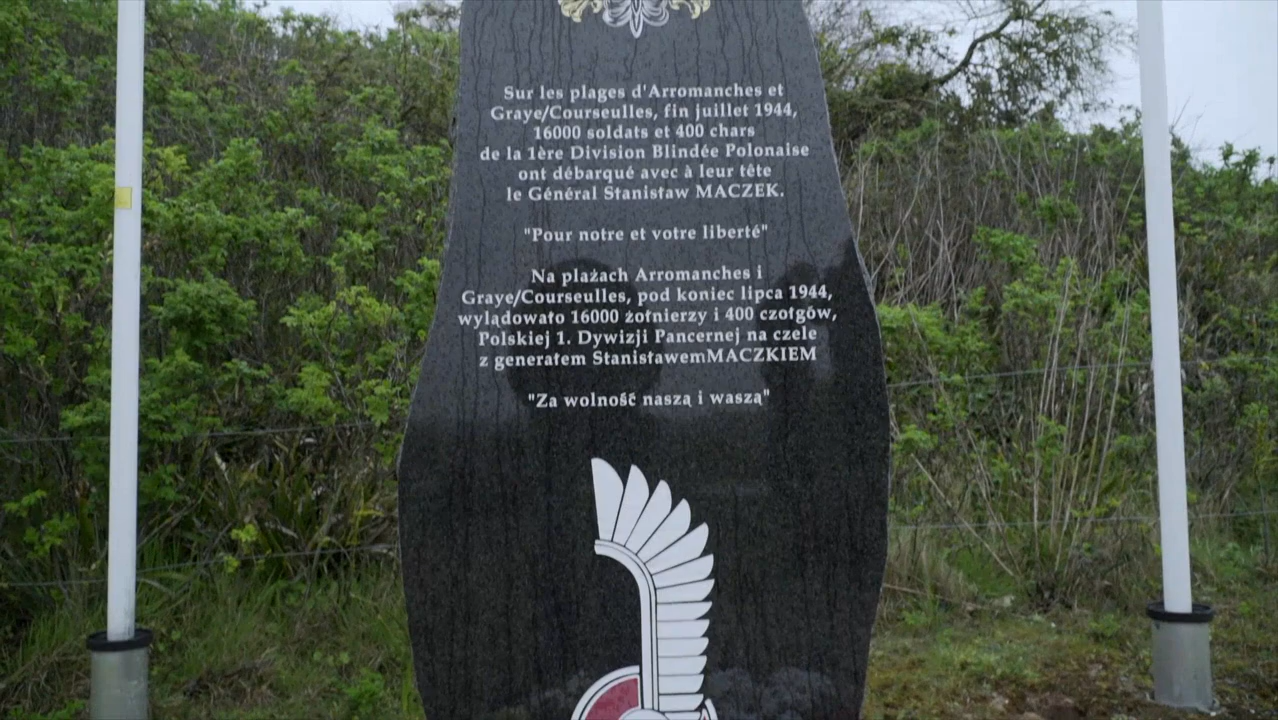 Sur les plages d'Arromanches et
Graye/Courseulles, fin juillet 1944,
16000 soldats et 400 chars
de la 1ère Division Blindée Polonaise
ont débarqué avec à leur tête
le Général Stanisław MACZEK.
"Pour notre et votre liberté"
Na plażach Arromanches i
Graye/Courseulles, pod koniec lipca 1944,
wylądowało 16000 żołnierzy i 400 czołgów,
Polskiej 1. Dywizji Pancernej na czele
z generałem StanisławemMACZKIEM
"Za wolność naszą i waszą"